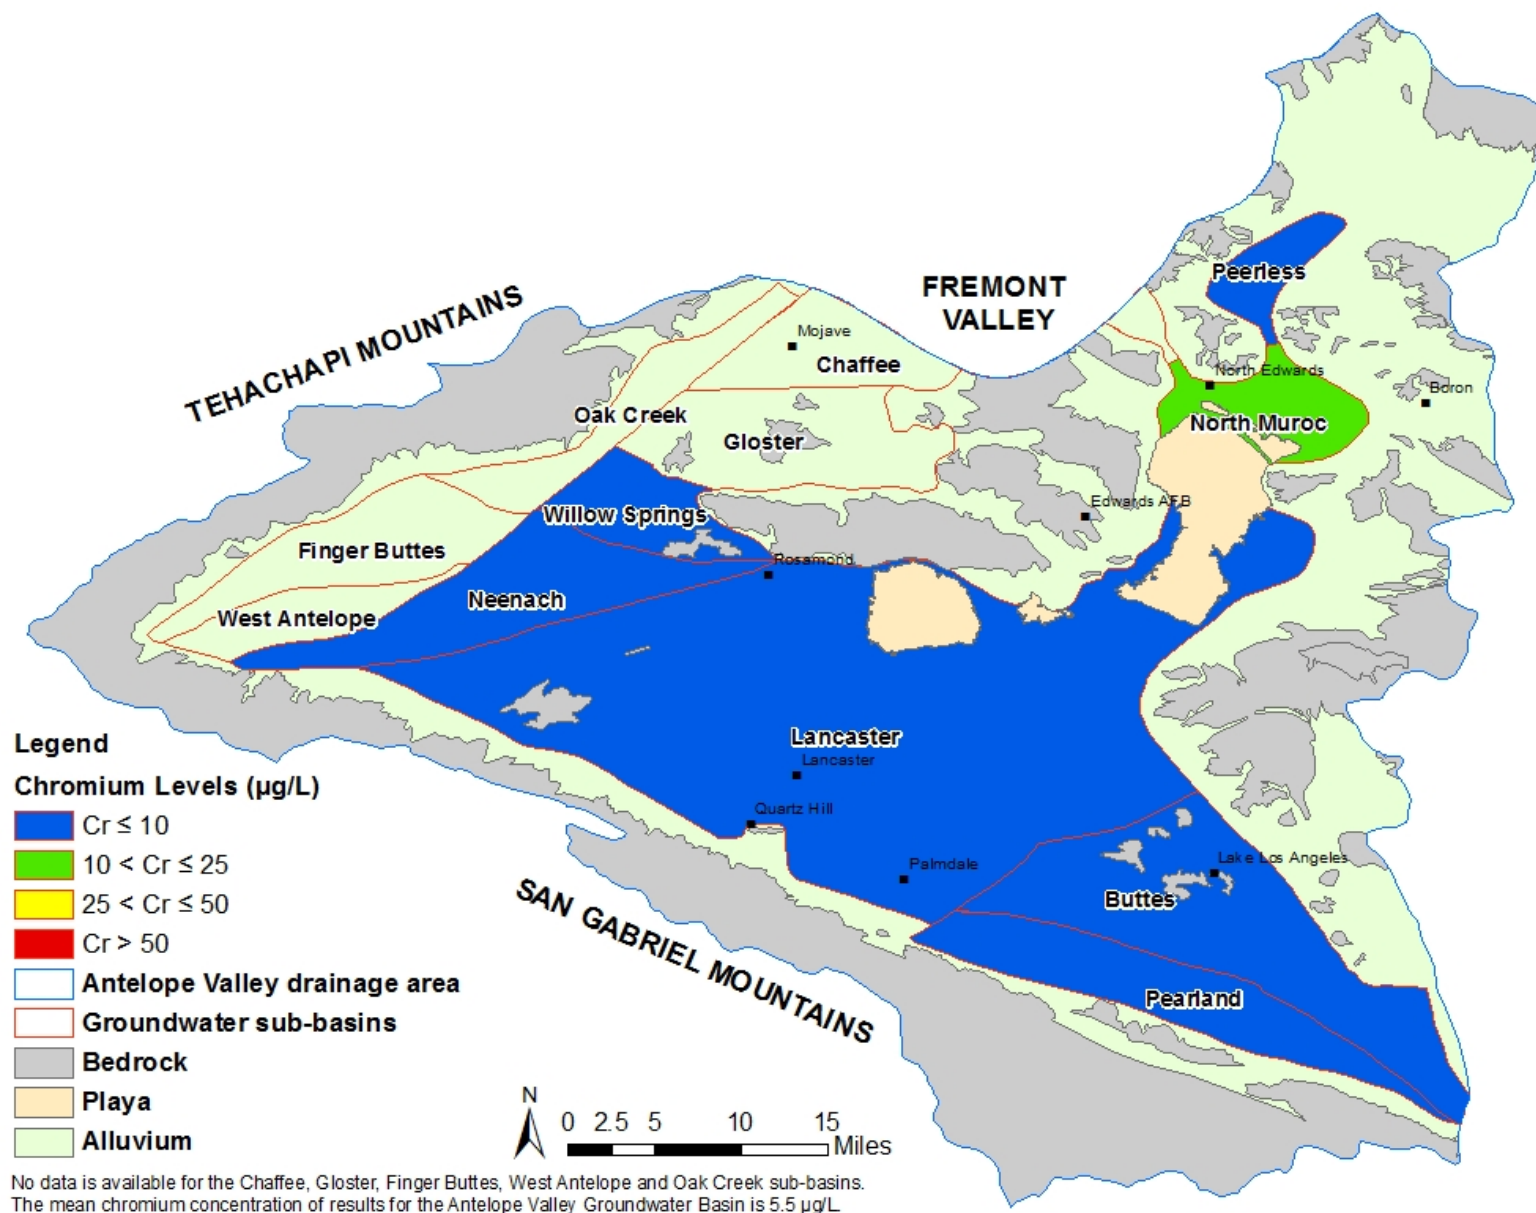 FREMONT
VALLEY
TEHACHAPI MOUNTAINS
Peerless
Mojave
Chaffee
North Edwards
Boron
Oak Creek
Gloster
North Muroc
Edwards AFB
Willow Springs
Finger Buttes
Rosamond
Neenach
West Antelope
Lancaster
Lancaster
Quartz Hill
Palmdale
Lake Los Angeles
Buttes
SAN GABRIEL MOUNTAINS
Pearland
Legend
Chromium Levels (µg/L)
Cr ≤ 10
10 < Cr ≤ 25
25 < Cr ≤ 50
Cr > 50
Antelope Valley drainage area
Groundwater sub-basins
Bedrock
Playa
Alluvium
N
0 2.5 5 10 15
Miles
No data is available for the Chaffee, Gloster, Finger Buttes, West Antelope and Oak Creek sub-basins.
The mean chromium concentration of results for the Antelope Valley Groundwater Basin is 5.5 µg/L.